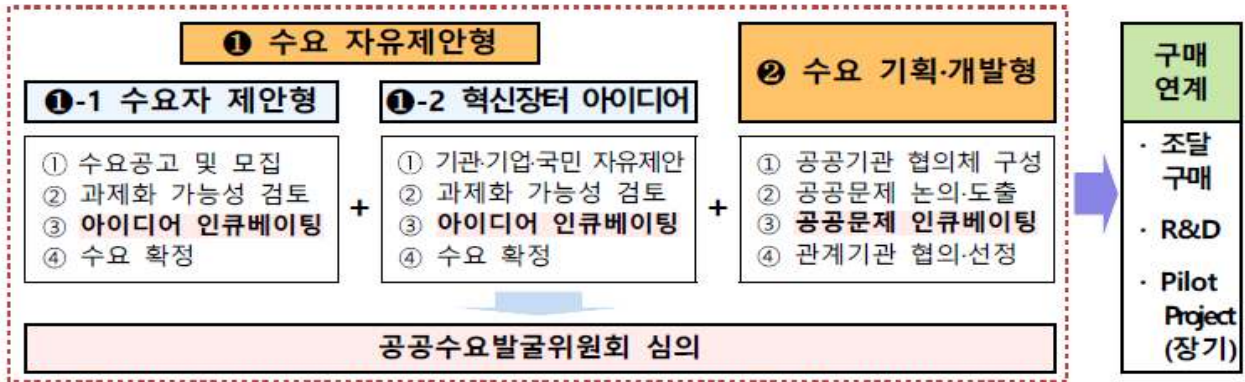 ❶ 수요 자유제안형
❶-1 수요자 제안형
① 수요공고 및 모집
② 과제화 가능성 검토
③ 아이디어 인큐베이팅
④ 수요 확정
+
❶-2 혁신장터 아이디어
① 기관·기업·국민 자유제안
② 과제화 가능성 검토
③ 아이디어 인큐베이팅
④ 수요 확정
+
❷ 수요 기획·개발형
① 공공기관 협의체 구성
② 공공문제 논의·도출
③ 공공문제 인큐베이팅
④ 관계기관 협의·선정
공공수요발굴위원회 심의
구매
연계
· 조달
구매
· R&D
· Pilot
Project
(장기)